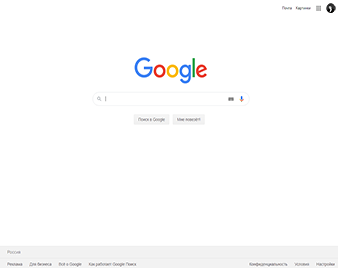 Почта Картинки
Google
Поиск в Google Мне повезёт!
Россия
Реклама Для бизнеса Всё о Google Как работает Google Поиск Конфиденциальность Условия Настройки